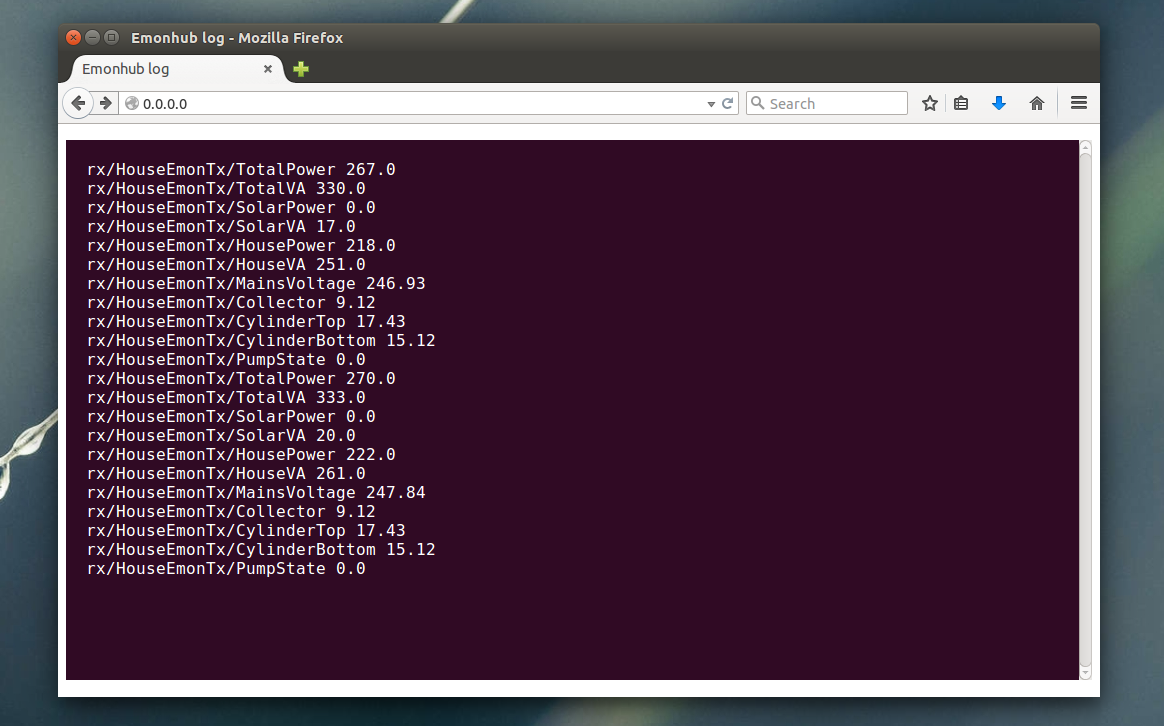 Emonhub log - Mozilla Firefox
Emonhub log
0.0.0.0
Search
rx/HouseEmonTx/TotalPower 267.0
rx/HouseEmonTx/TotalVA 330.0
rx/HouseEmonTx/SolarPower 0.0
rx/HouseEmonTx/SolarVA 17.0
rx/HouseEmonTx/HousePower 218.0
rx/HouseEmonTx/HouseVA 251.0
rx/HouseEmonTx/MainsVoltage 246.93
rx/HouseEmonTx/Collector 9.12
rx/HouseEmonTx/CylinderTop 17.43
rx/HouseEmonTx/CylinderBottom 15.12
rx/HouseEmonTx/PumpState 0.0
rx/HouseEmonTx/TotalPower 270.0
rx/HouseEmonTx/TotalVA 333.0
rx/HouseEmonTx/SolarPower 0.0
rx/HouseEmonTx/SolarVA 20.0
rx/HouseEmonTx/HousePower 222.0
rx/HouseEmonTx/HouseVA 261.0
rx/HouseEmonTx/MainsVoltage 247.84
rx/HouseEmonTx/Collector 9.12
rx/HouseEmonTx/CylinderTop 17.43
rx/HouseEmonTx/CylinderBottom 15.12
rx/HouseEmonTx/PumpState 0.0